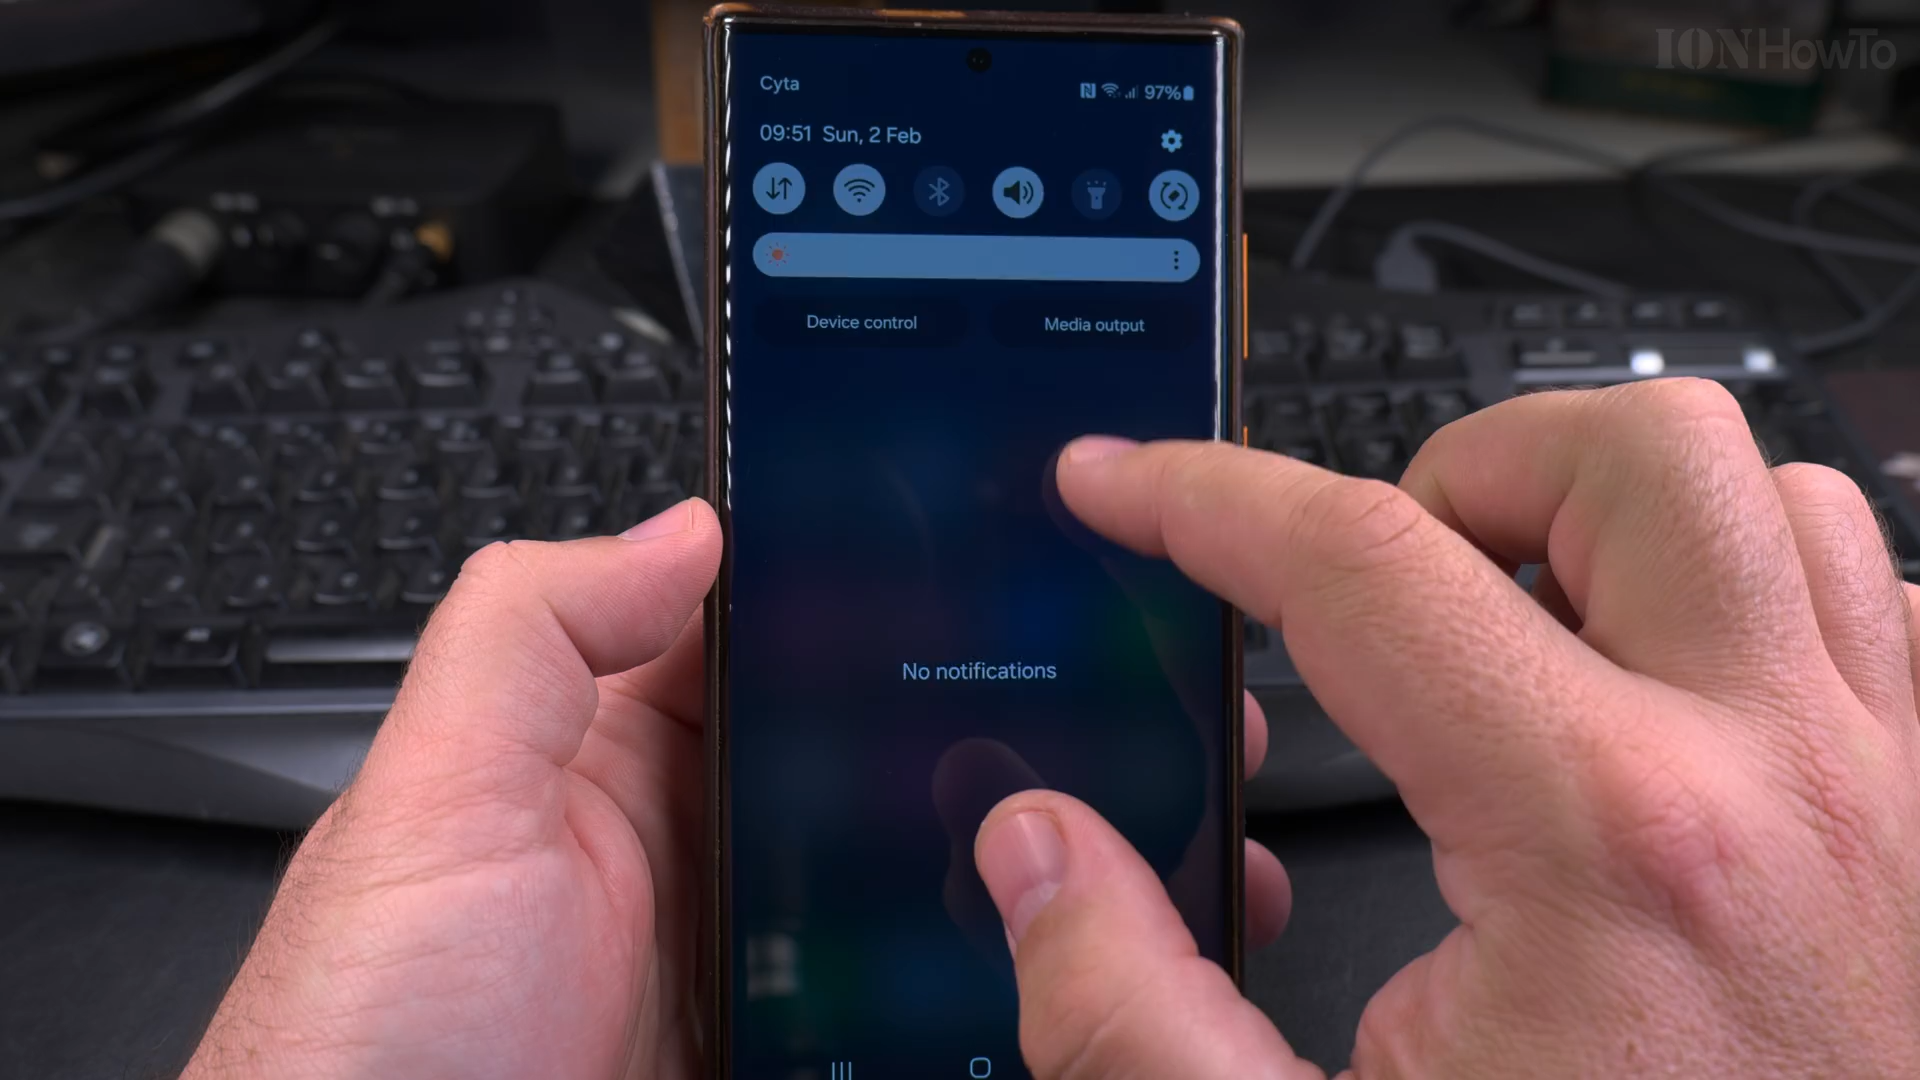 IONHowTo
Cyta
97%
09:51 Sun, 2 Feb
Device control
Media output
No notifications